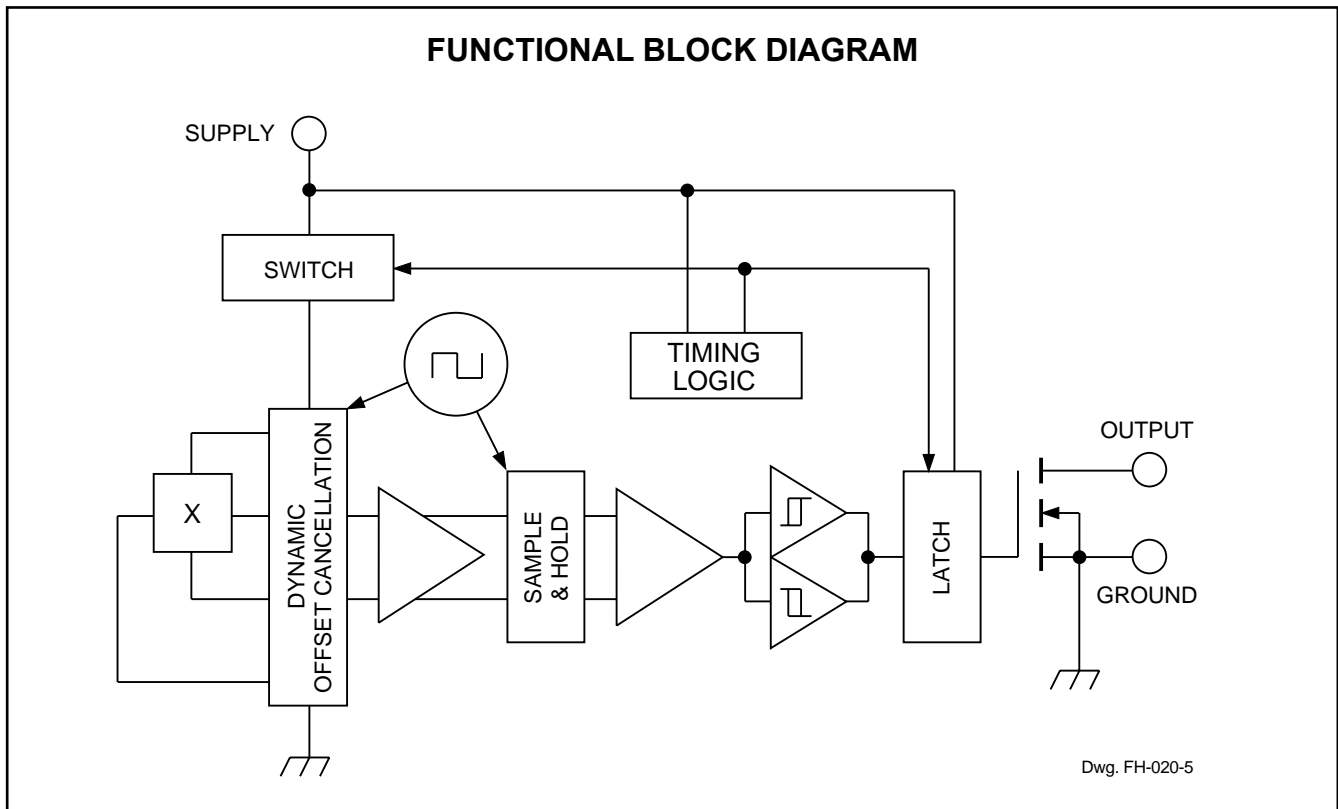 FUNCTIONAL BLOCK DIAGRAM
SUPPLY
SWITCH
TIMING
LOGIC
X
DYNAMIC
OFFSET CANCELLATION
SAMPLE
& HOLD
LATCH
OUTPUT
GROUND
Dwg. FH-020-5